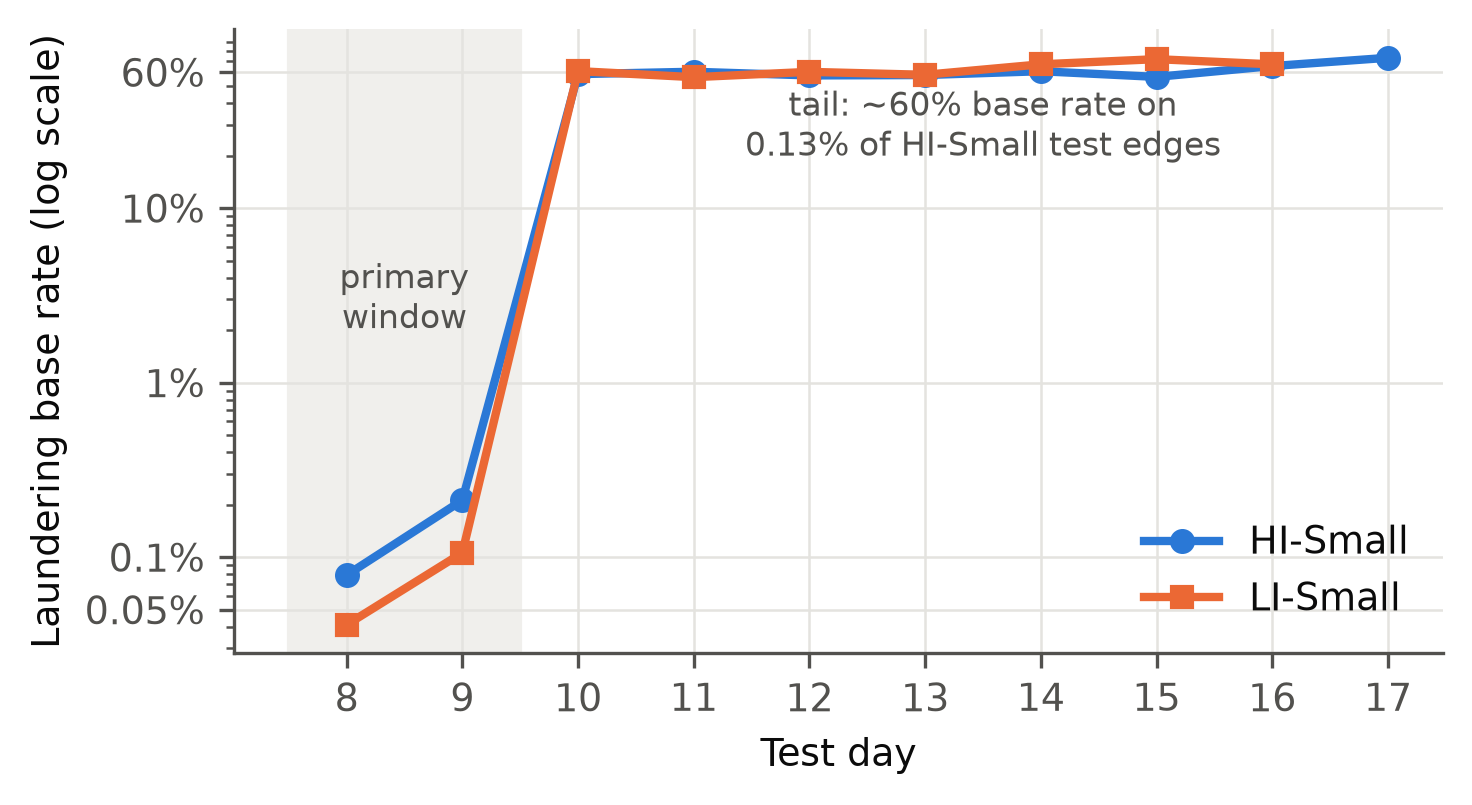 Laundering base rate (log scale)
60%
10%
1%
0.1%
0.05%
tail: ~60% base rate on
0.13% of HI-Small test edges
primary
window
HI-Small
LI-Small
8 9 10 11 12 13 14 15 16 17
Test day